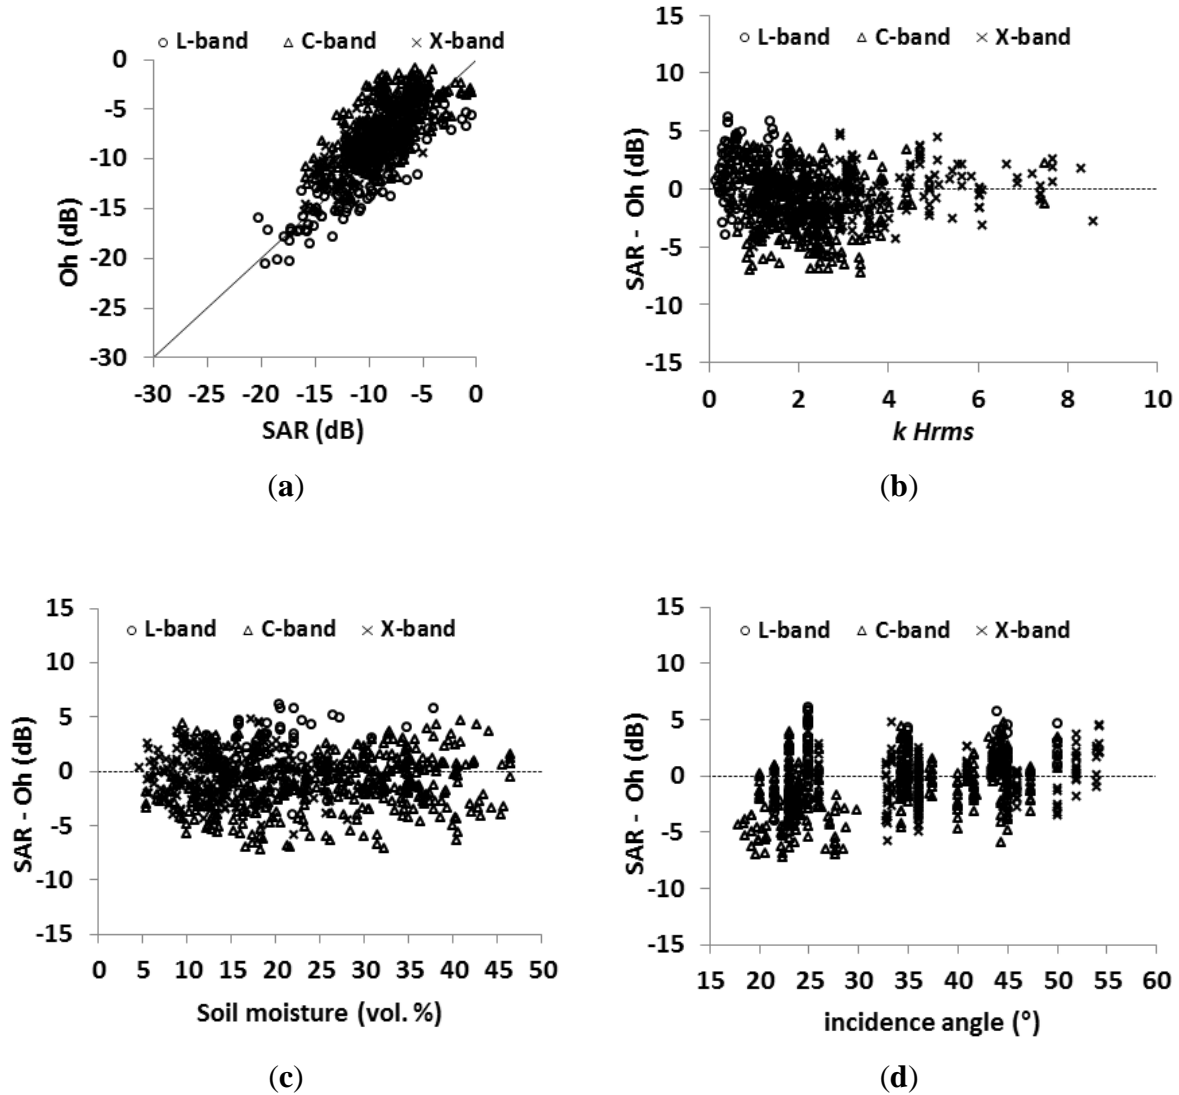 L-band C-band X-band
0
-5
-10
-15
-20
-25
-30
Oh (dB)
-30 -25 -20 -15 -10 -5 0
SAR (dB)
(a)
L-band C-band X-band
15
10
5
0
-5
-10
-15
SAR - Oh (dB)
0 2 4 6 8 10
k Hrms
(b)
L-band C-band X-band
15
10
5
0
-5
-10
-15
SAR - Oh (dB)
0 5 10 15 20 25 30 35 40 45 50
Soil moisture (vol. %)
(c)
L-band C-band X-band
15
10
5
0
-5
-10
-15
SAR - Oh (dB)
15 20 25 30 35 40 45 50 55 60
incidence angle (°)
(d)